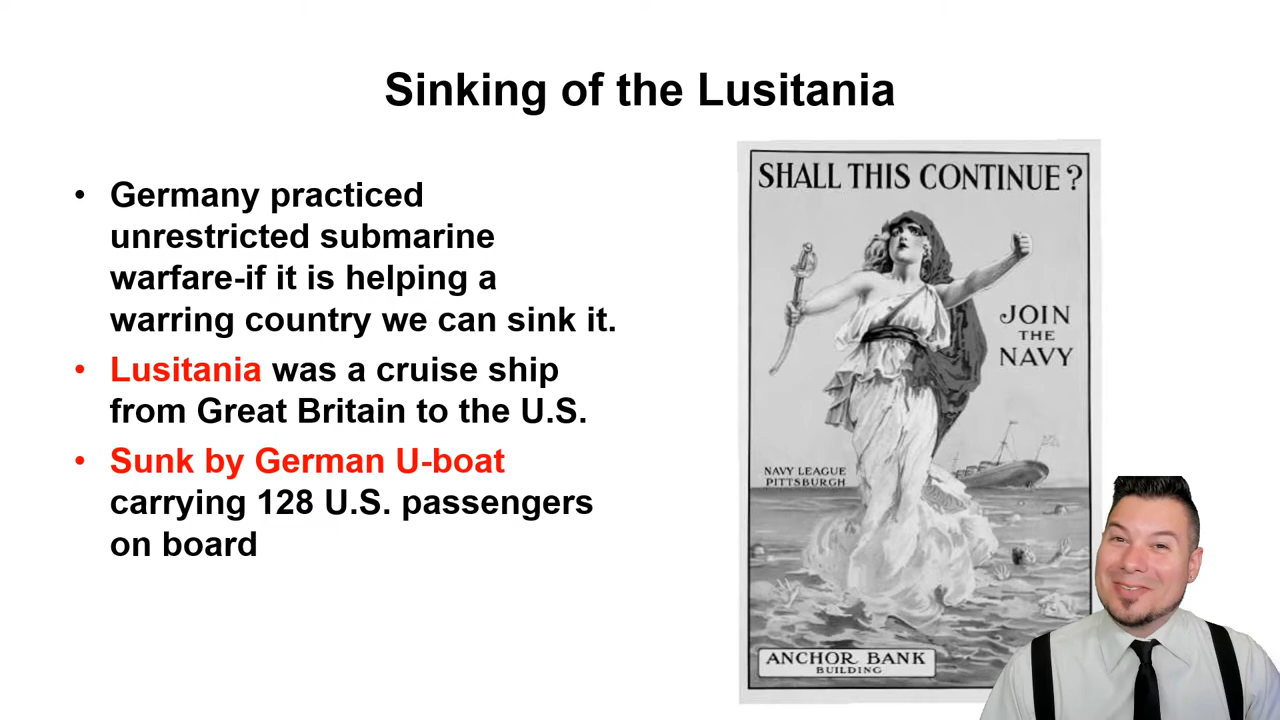 Sinking of the Lusitania
• Germany practiced
unrestricted submarine
warfare-if it is helping a
warring country we can sink it.
• Lusitania was a cruise ship
from Great Britain to the U.S.
• Sunk by German U-boat
carrying 128 U.S. passengers
on board
SHALL THIS CONTINUE?
JOIN
THE
NAVY
NAVY LEAGUE
PITTSBURGH
ANCHOR BANK
BUILDING